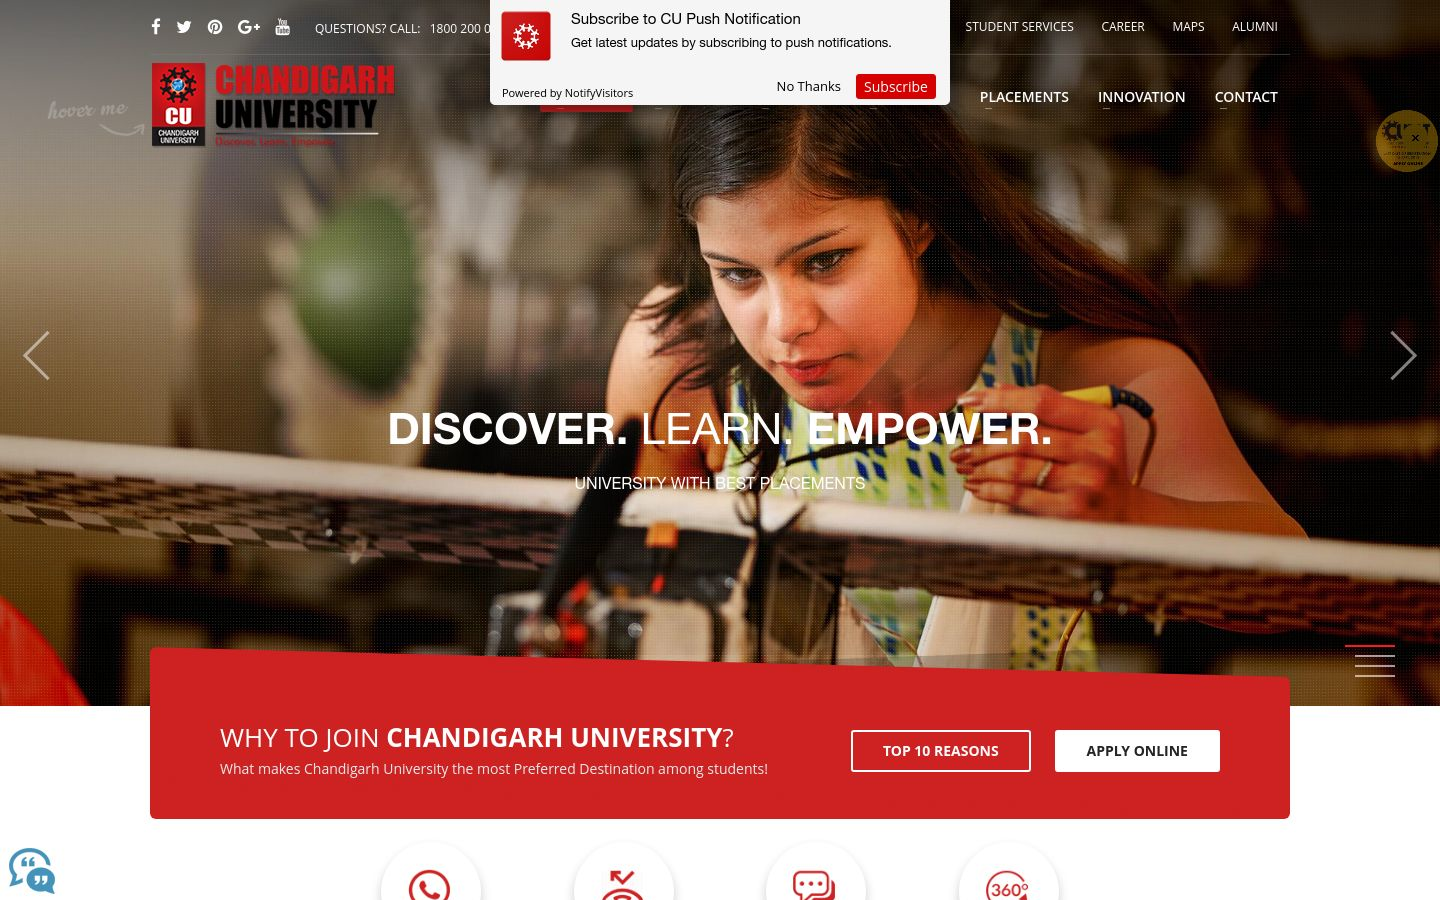 QUESTIONS? CALL: 1800 200 0
Subscribe to CU Push Notification
Get latest updates by subscribing to push notifications.
Powered by NotifyVisitors
No Thanks
Subscribe
STUDENT SERVICES
CAREER
MAPS
ALUMNI
You
Tube
hover me
CU
CHANDIGARH
UNIVERSITY
CHANDIGARH
UNIVERSITY
Discover. Learn. Empower.
PLACEMENTS
INNOVATION
CONTACT
DISCOVER. LEARN. EMPOWER.
UNIVERSITY WITH BEST PLACEMENTS
WHY TO JOIN CHANDIGARH UNIVERSITY?
What makes Chandigarh University the most Preferred Destination among students!
TOP 10 REASONS
APPLY ONLINE
360°